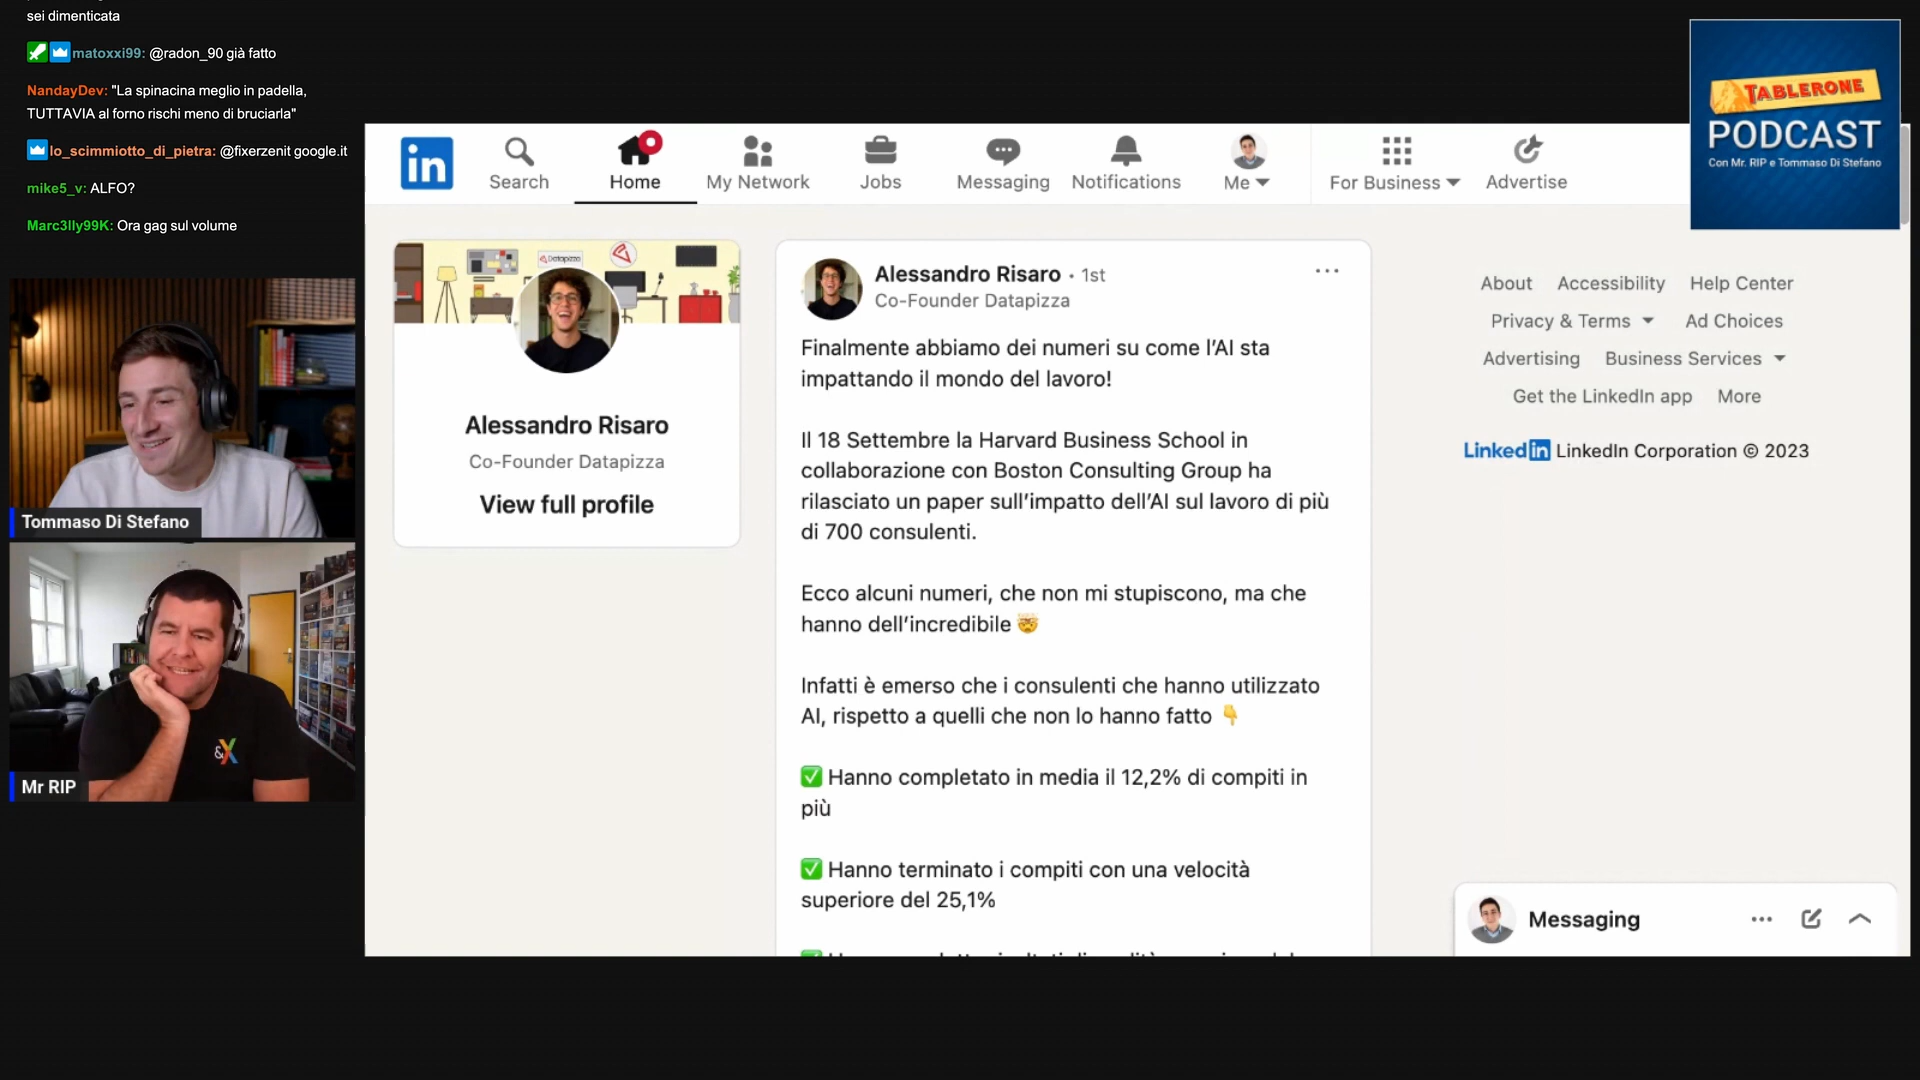 sei dimenticata
matoxxi99: @radon_90 già fatto
NandayDev: "La spinacina meglio in padella,
TUTTAVIA al forno rischi meno di bruciarla"
lo_scimmiotto_di_pietra: @fixerzenit google.it
mike5_v: ALFO?
Marc3lly99K: Ora gag sul volume
Tommaso Di Stefano
&X
Mr RIP
TABLERONE
PODCAST
Con Mr. RIP e Tommaso Di Stefano
in
Search
Home
My Network
Jobs
Messaging
Notifications
Me
For Business
Advertise
Datapizza
Alessandro Risaro
Co-Founder Datapizza
View full profile
Alessandro Risaro • 1st
Co-Founder Datapizza
Finalmente abbiamo dei numeri su come l'AI sta
impattando il mondo del lavoro!
Il 18 Settembre la Harvard Business School in
collaborazione con Boston Consulting Group ha
rilasciato un paper sull'impatto dell'AI sul lavoro di più
di 700 consulenti.
Ecco alcuni numeri, che non mi stupiscono, ma che
hanno dell'incredibile 🤯
Infatti è emerso che i consulenti che hanno utilizzato
AI, rispetto a quelli che non lo hanno fatto 👇
✅ Hanno completato in media il 12,2% di compiti in
più
✅ Hanno terminato i compiti con una velocità
superiore del 25,1%
About Accessibility Help Center
Privacy & Terms Ad Choices
Advertising Business Services
Get the LinkedIn app More
LinkedIn LinkedIn Corporation © 2023
Messaging